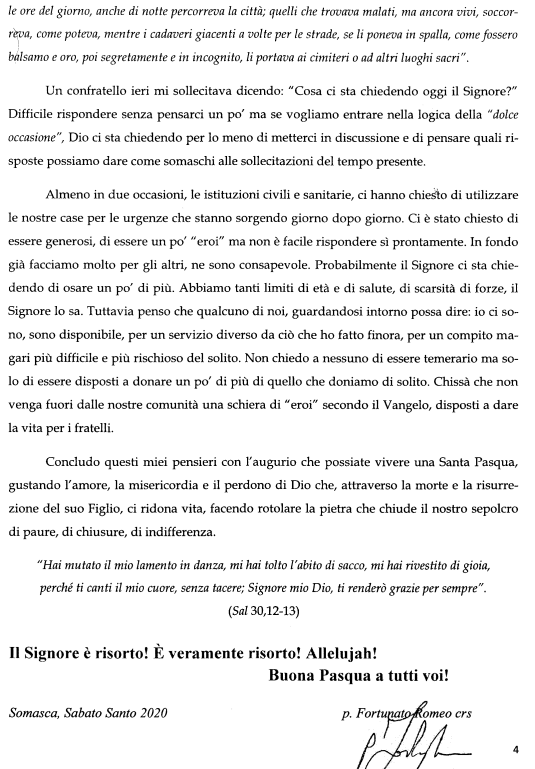 le ore del giorno, anche di notte percorreva la città; quelli che trovava malati, ma ancora vivi, soccor-
reva, come poteva, mentre i cadaveri giacenti a volte per le strade, se li poneva in spalla, come fossero
balsamo e oro, poi segretamente e in incognito, li portava ai cimiteri o ad altri luoghi sacri”.
Un confratello ieri mi sollecitava dicendo: “Cosa ci sta chiedendo oggi il Signore?”
Difficile rispondere senza pensarci un po’ ma se vogliamo entrare nella logica della “dolce
occasione”, Dio ci sta chiedendo per lo meno di metterci in discussione e di pensare quali ri-
sposte possiamo dare come somaschi alle sollecitazioni del tempo presente.
Almeno in due occasioni, le istituzioni civili e sanitarie, ci hanno chiesto di utilizzare
le nostre case per le urgenze che stanno sorgendo giorno dopo giorno. Ci è stato chiesto di
essere generosi, di essere un po’ “eroi” ma non è facile rispondere sì prontamente. In fondo
già facciamo molto per gli altri, ne sono consapevole. Probabilmente il Signore ci sta chie-
dendo di osare un po’ di più. Abbiamo tanti limiti di età e di salute, di scarsità di forze, il
Signore lo sa. Tuttavia penso che qualcuno di noi, guardandosi intorno possa dire: io ci so-
no, sono disponibile, per un servizio diverso da ciò che ho fatto finora, per un compito ma-
gari più difficile e più rischioso del solito. Non chiedo a nessuno di essere temerario ma so-
lo di essere disposti a donare un po’ di più di quello che doniamo di solito. Chissà che non
venga fuori dalle nostre comunità una schiera di “eroi” secondo il Vangelo, disposti a dare
la vita per i fratelli.
Concludo questi miei pensieri con l’augurio che possiate vivere una Santa Pasqua,
gustando l’amore, la misericordia e il perdono di Dio che, attraverso la morte e la risurre-
zione del suo Figlio, ci ridona vita, facendo rotolare la pietra che chiude il nostro sepolcro
di paure, di chiusure, di indifferenza.
“Hai mutato il mio lamento in danza, mi hai tolto l’abito di sacco, mi hai rivestito di gioia,
perché ti canti il mio cuore, senza tacere; Signore mio Dio, ti renderò grazie per sempre”.
(Sal 30,12-13)
Il Signore è risorto! È veramente risorto! Allelujah!
Buona Pasqua a tutti voi!
Somasca, Sabato Santo 2020
p. Fortunato Romeo crs
4